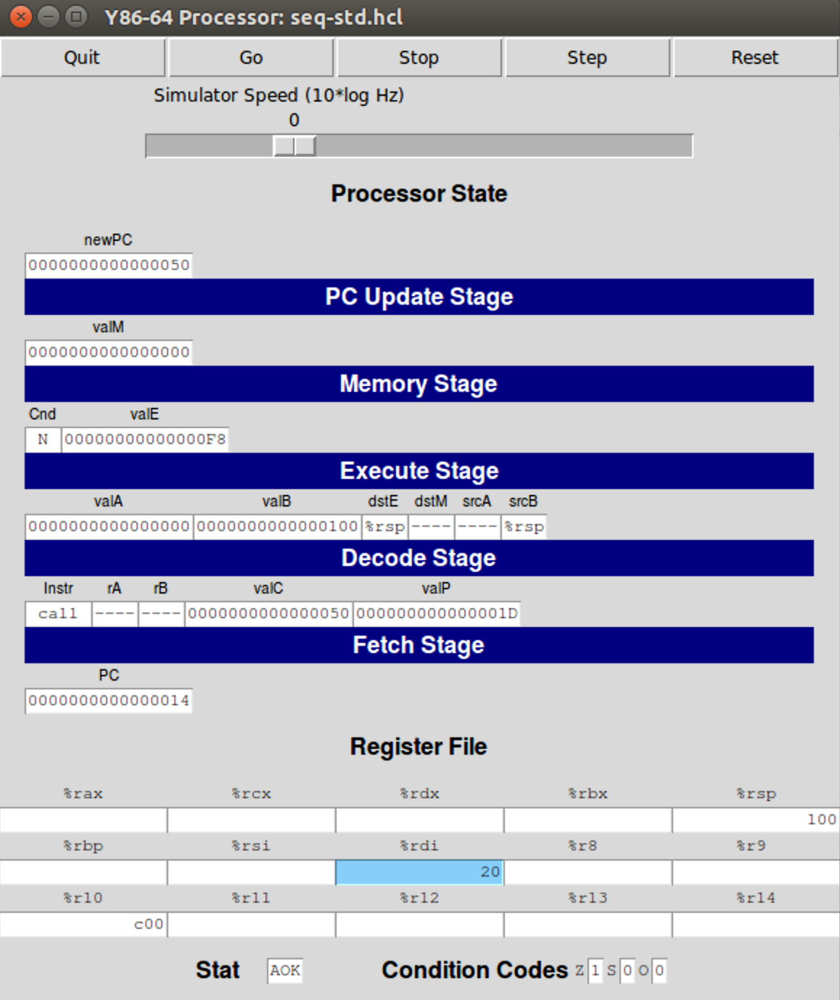 Y86-64 Processor: seq-std.hcl
Quit Go Stop Step Reset
Simulator Speed (10*log Hz)
0
Processor State
newPC
0000000000000050
PC Update Stage
valM
0000000000000000
Memory Stage
Cnd valE
N 00000000000000F8
Execute Stage
valA valB dstE dstM srcA srcB
0000000000000000 0000000000000100 %rsp ---- ---- %rsp
Decode Stage
Instr rA rB valC valP
call ---- ---- 0000000000000050 000000000000001D
Fetch Stage
PC
0000000000000014
Register File
%rax %rcx %rdx %rbx %rsp
100
%rbp %rsi %rdi %r8 %r9
20
%r10 %r11 %r12 %r13 %r14
c00
Stat AOK Condition Codes Z 1 S 0 O 0